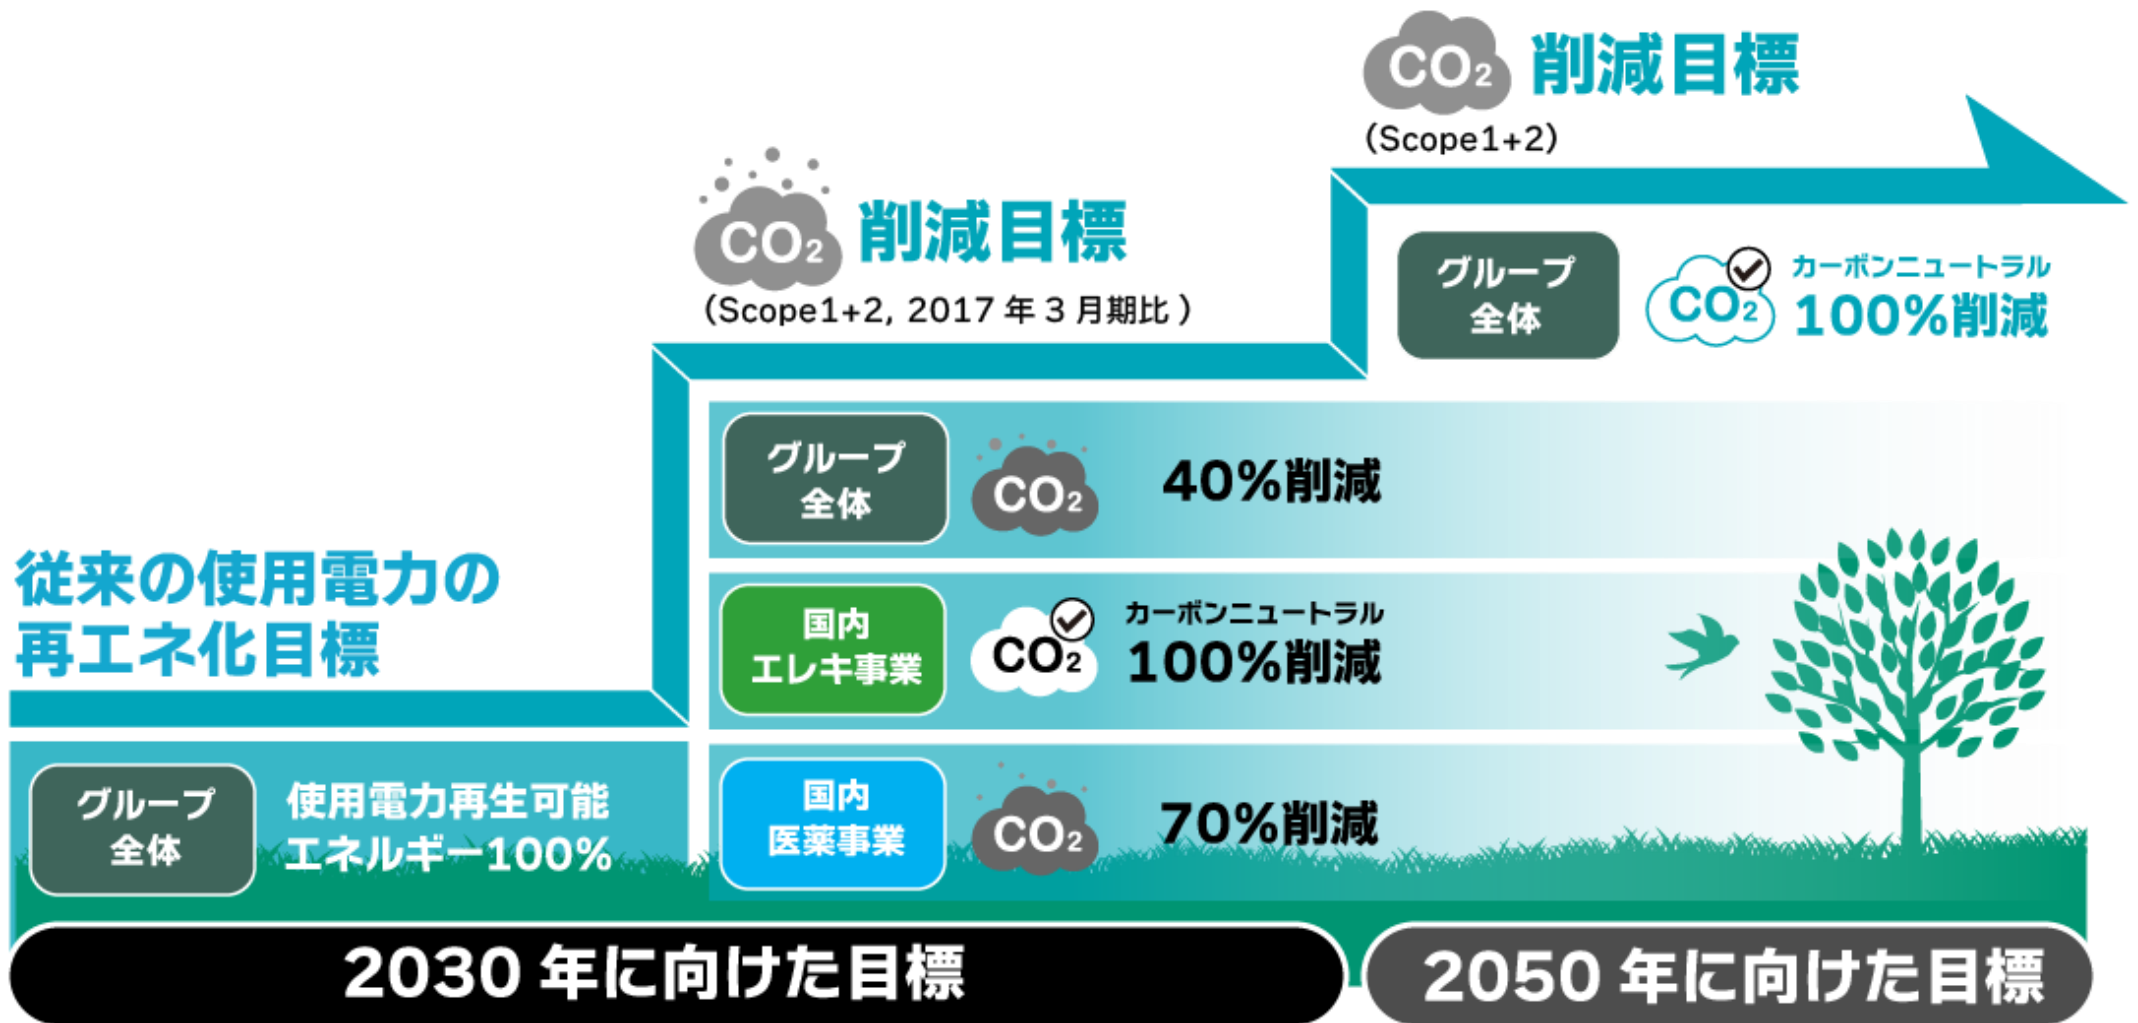 CO₂ 削減目標
(Scope1+2)
グループ
全体
CO₂
カーボンニュートラル
100%削減
CO₂ 削減目標
(Scope1+2, 2017 年 3 月期比 )
グループ
全体
CO₂
40%削減
国内
エレキ事業
CO₂
カーボンニュートラル
100%削減
国内
医薬事業
CO₂
70%削減
従来の使用電力の
再エネ化目標
グループ
全体
使用電力再生可能
エネルギー100%
2030 年に向けた目標
2050 年に向けた目標